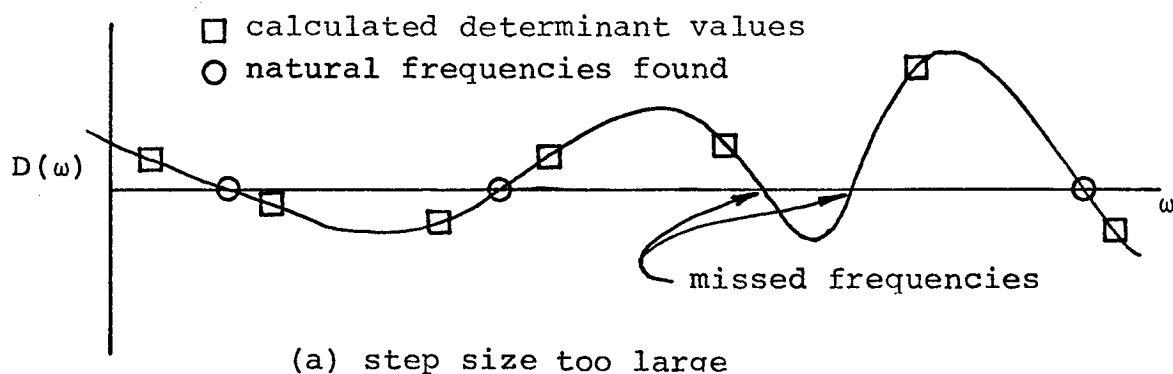 □ calculated determinant values
○ natural frequencies found
D(ω)
ω
missed frequencies
(a) step size too large